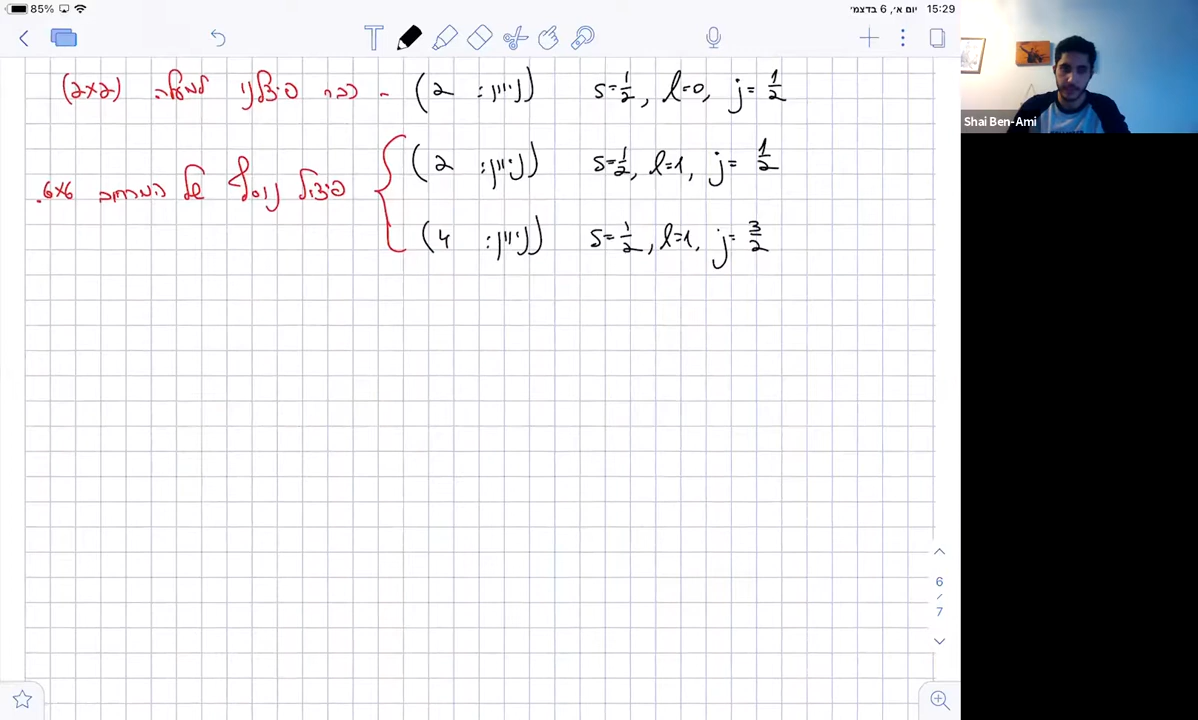 85%
15:29 יום א׳, 6 בדצמ׳
Shai Ben-Ami
s=1/2, l=0, j=1/2 (ניוון: 2) - כבר פיצלנו למעלה (2x2)
s=1/2, l=1, j=1/2 (ניוון: 2)
פיצול נוסף של המרחב 6x6.
s=1/2, l=1, j=3/2 (ניוון: 4)
6
/
7